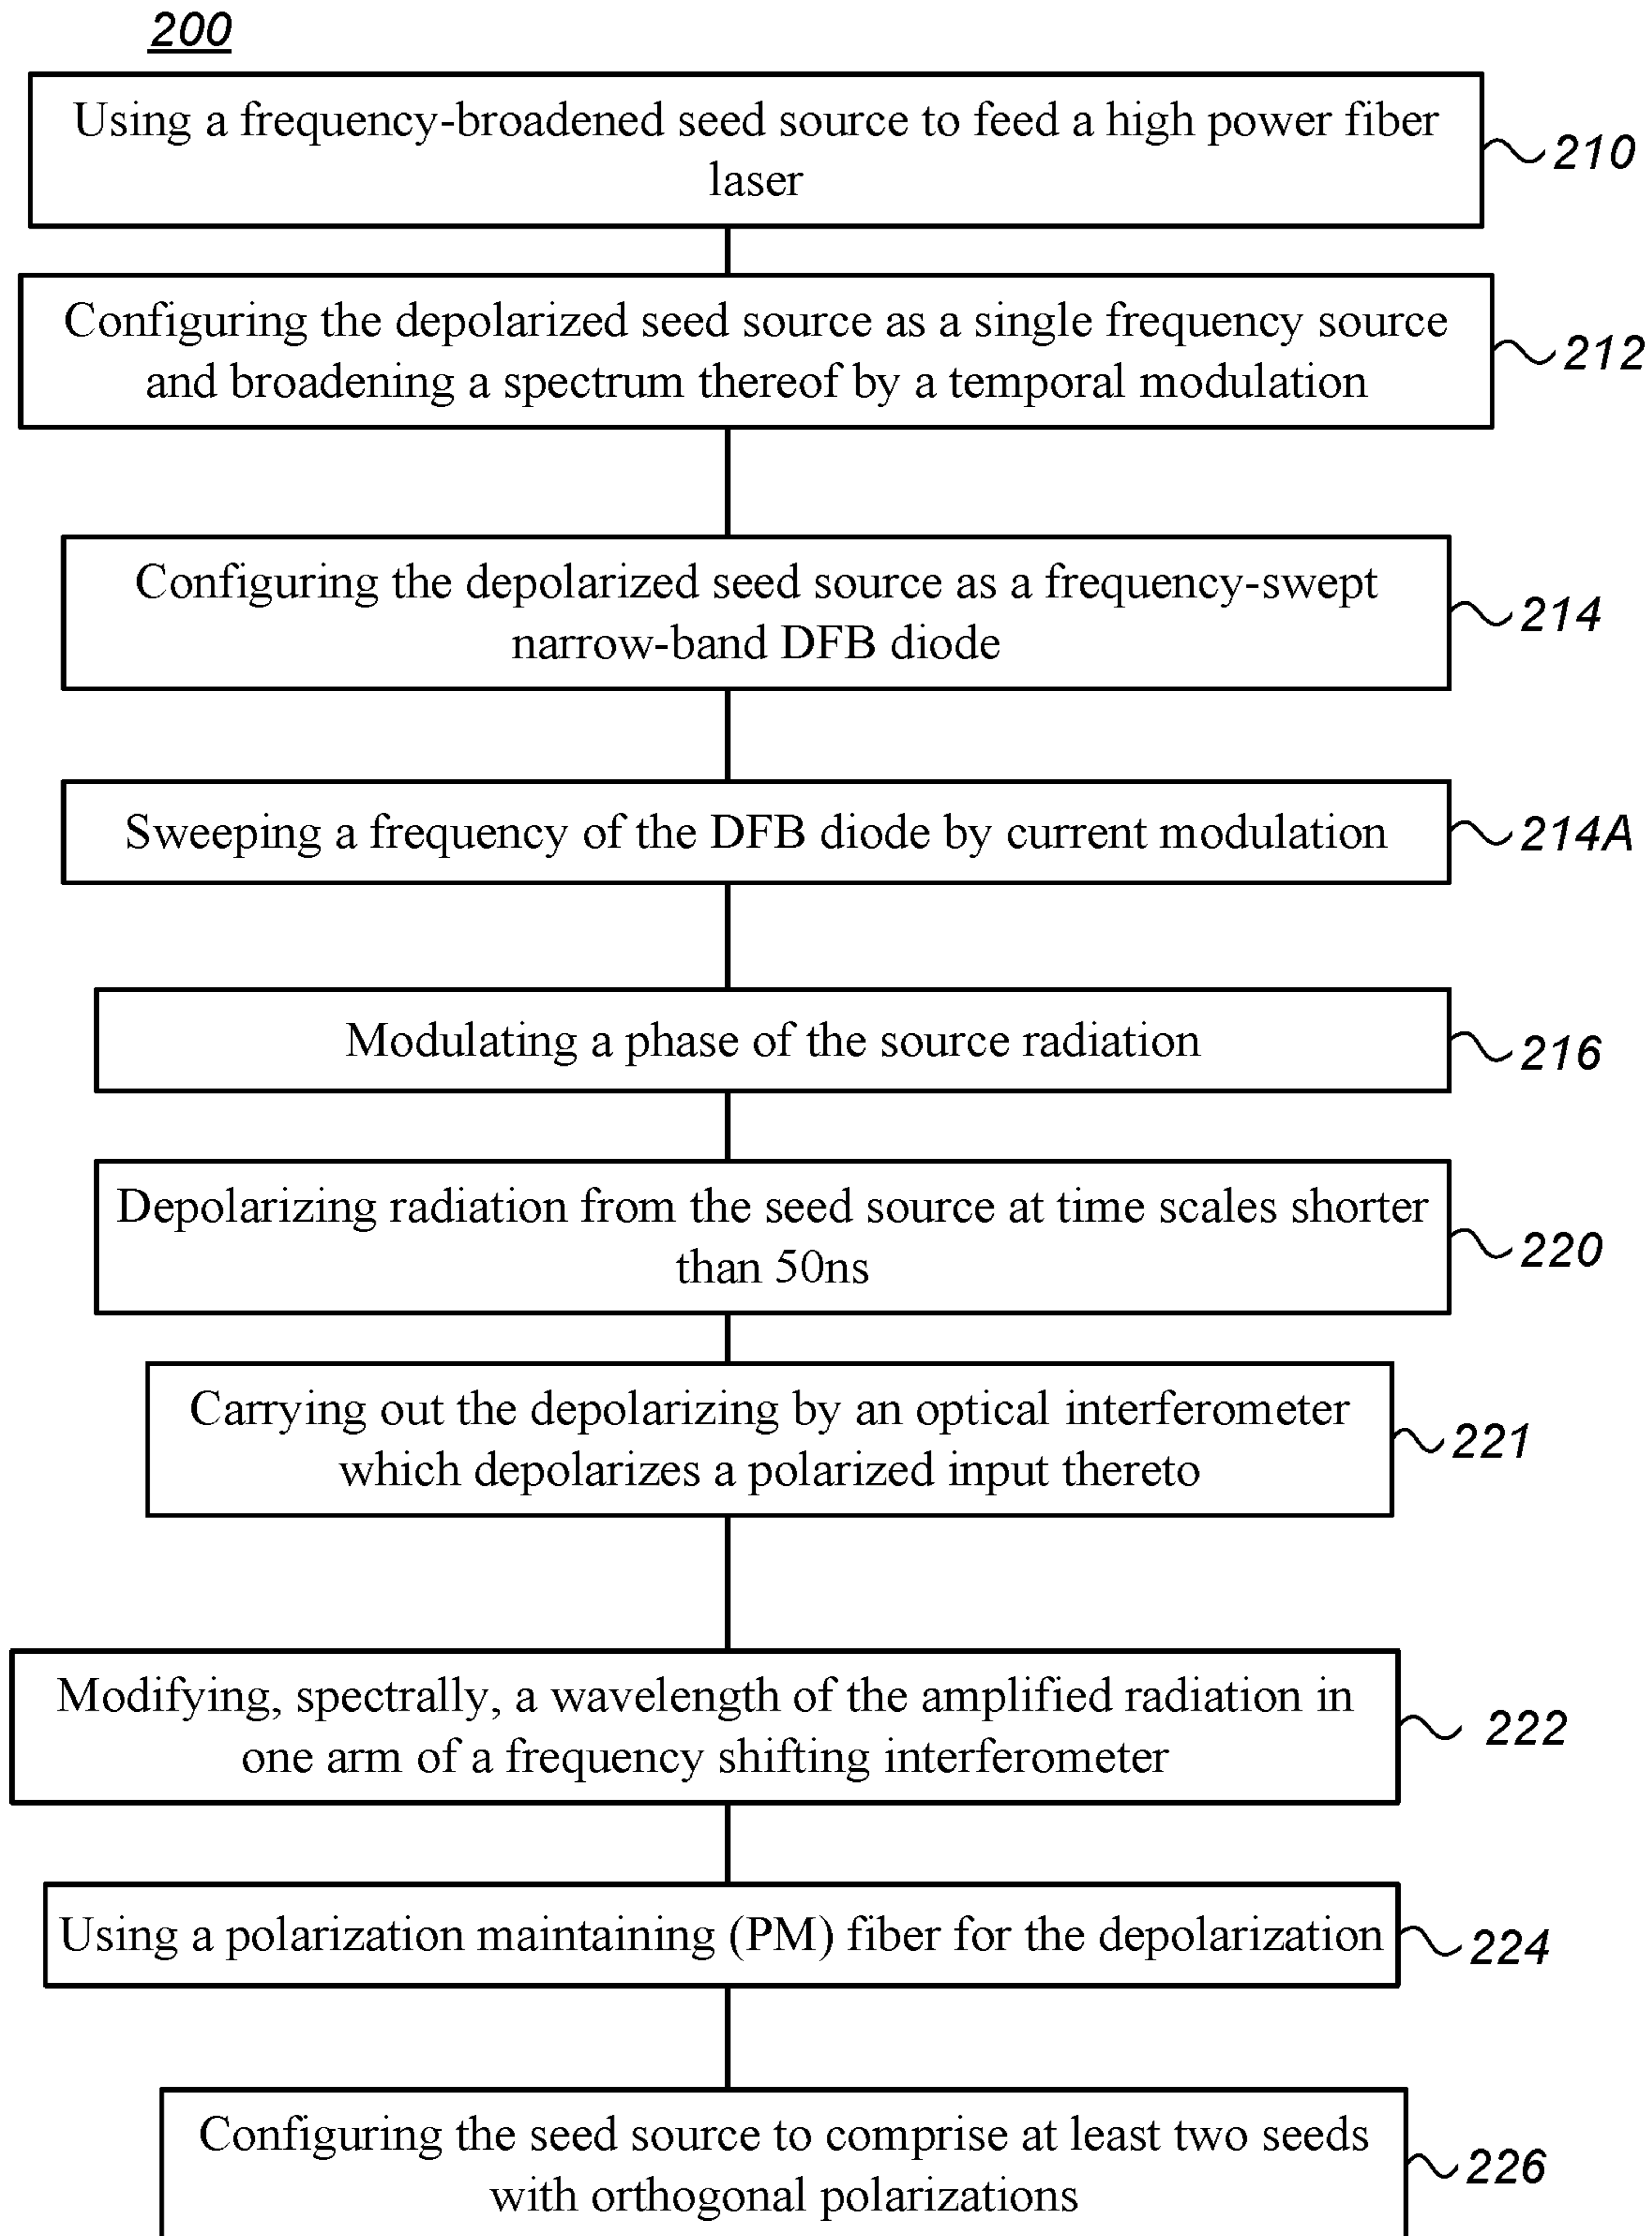 200
Using a frequency-broadened seed source to feed a high power fiber
laser
210
Configuring the depolarized seed source as a single frequency source
and broadening a spectrum thereof by a temporal modulation
212
Configuring the depolarized seed source as a frequency-swept
narrow-band DFB diode
214
Sweeping a frequency of the DFB diode by current modulation
214A
Modulating a phase of the source radiation
216
Depolarizing radiation from the seed source at time scales shorter
than 50ns
220
Carrying out the depolarizing by an optical interferometer
which depolarizes a polarized input thereto
221
Modifying, spectrally, a wavelength of the amplified radiation in
one arm of a frequency shifting interferometer
222
Using a polarization maintaining (PM) fiber for the depolarization
224
Configuring the seed source to comprise at least two seeds
with orthogonal polarizations
226